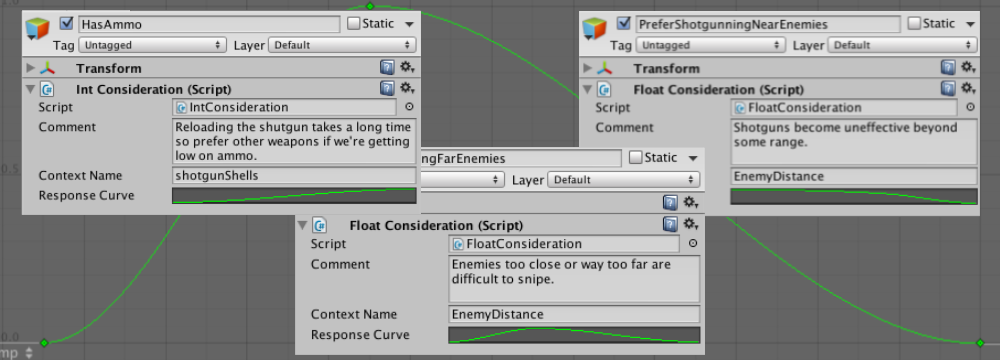 HasAmmo Static
Tag Untagged Layer Default
Transform
Int Consideration (Script)
Script IntConsideration
Comment Reloading the shutgun takes a long time
so prefer other weapons if we're getting
low on ammo.
Context Name shotgunShells
Response Curve
PreferShotgunningNearEnemies Static
Tag Untagged Layer Default
Transform
Float Consideration (Script)
Script FloatConsideration
Comment Shotguns become uneffective beyond
some range.
EnemyDistance
ngFarEnemies Static
Layer Default
Float Consideration (Script)
Script FloatConsideration
Comment Enemies too close or way too far are
difficult to snipe.
Context Name EnemyDistance
Response Curve
0.5
0.0
mp